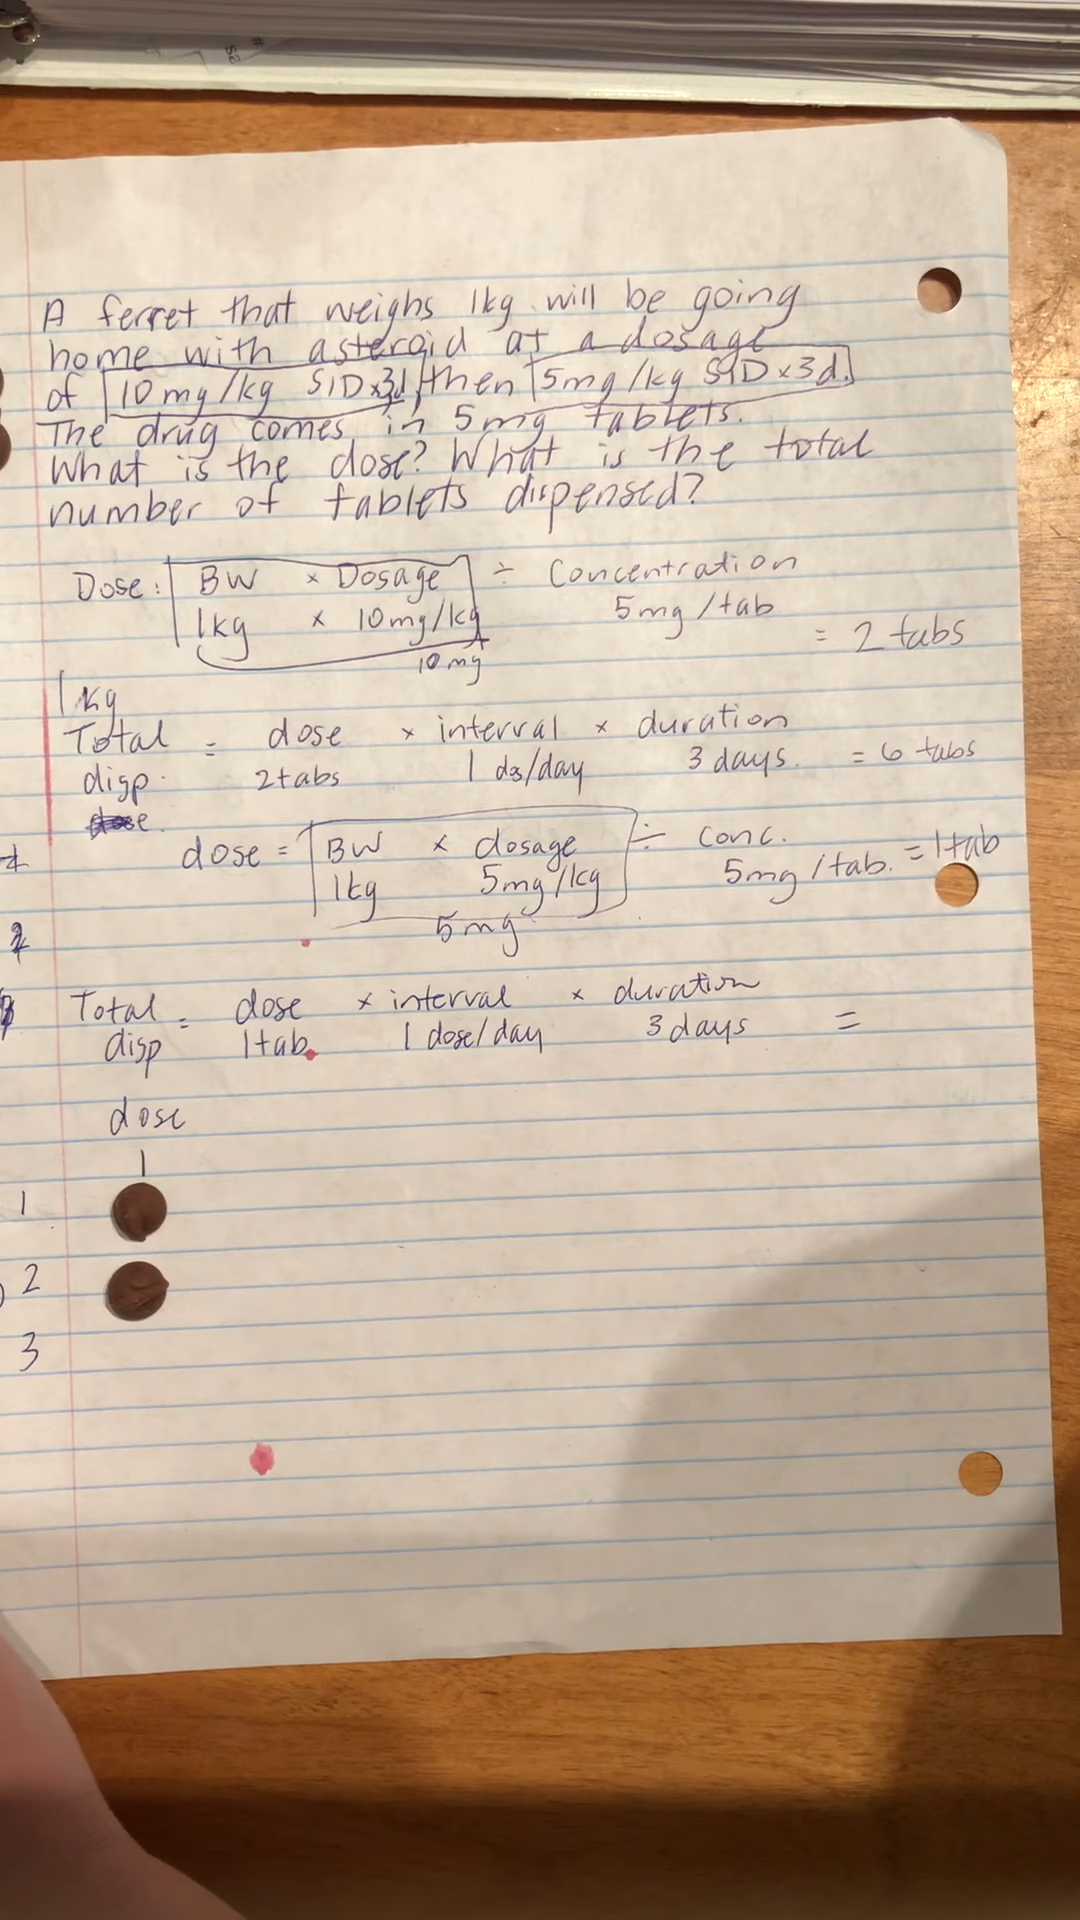 A ferret that weighs 1kg will be going
home with asteroid at a dosage
of 10mg/kg SID x 3d then 5mg/kg SID x 3d.
The drug comes in 5mg tablets.
What is the dose? What is the total
number of tablets dispensed?
Dose: BW × Dosage ÷ Concentration
1kg × 10mg/kg 5mg/tab
= 2 tabs
10mg
1kg
Total = dose × interval × duration
disp. 2tabs 1 ds/day 3 days. = 6 tabs
dose = BW × dosage ÷ conc.
1kg 5mg/kg 5mg/tab. = 1tab
5mg
Total = dose × interval × duration
disp 1tab. 1 dose/day 3 days =
dose
1
1
2
3